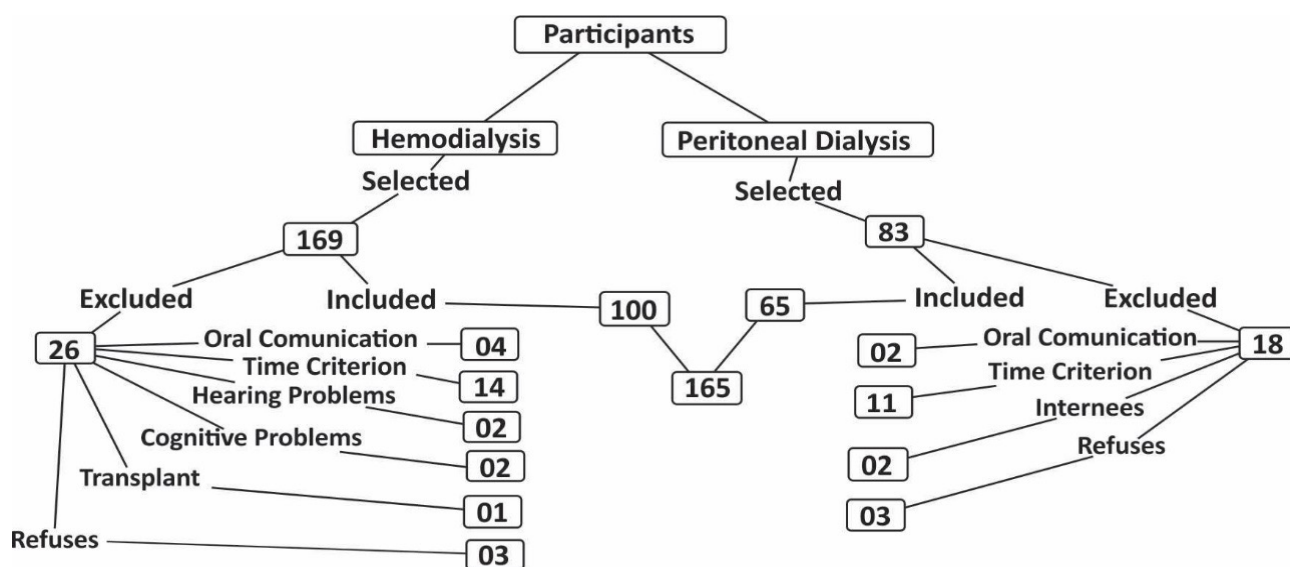 Participants
Hemodialysis
Peritoneal Dialysis
Selected
Selected
169
83
Excluded
Included
100
65
Included
Excluded
26
Oral Comunication
04
Time Criterion
14
Hearing Problems
02
Cognitive Problems
02
Transplant
01
Refuses
03
165
18
Oral Comunication
02
Time Criterion
11
Internees
02
Refuses
03